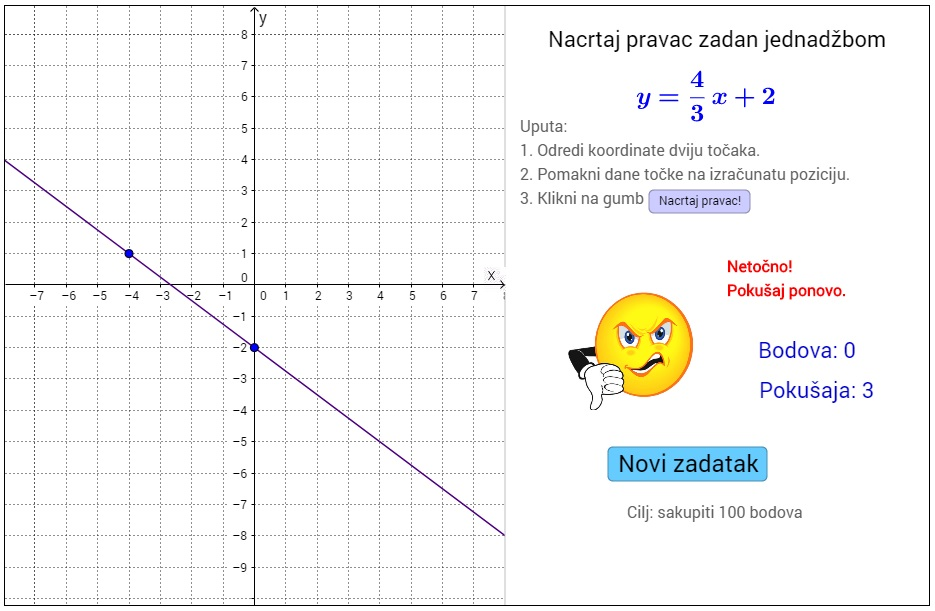 Nacrtaj pravac zadan jednadžbom
y = 4/3 x + 2
Uputa:
1. Odredi koordinate dviju točaka.
2. Pomakni dane točke na izračunatu poziciju.
3. Klikni na gumb Nacrtaj pravac!
Netočno!
Pokušaj ponovo.
Bodova: 0
Pokušaja: 3
Novi zadatak
Cilj: sakupiti 100 bodova
y
8
7
6
5
4
3
2
1
0
x
−7 −6 −5 −4 −3 −2 −1 0 1 2 3 4 5 6 7 8
−1
−2
−3
−4
−5
−6
−7
−8
−9